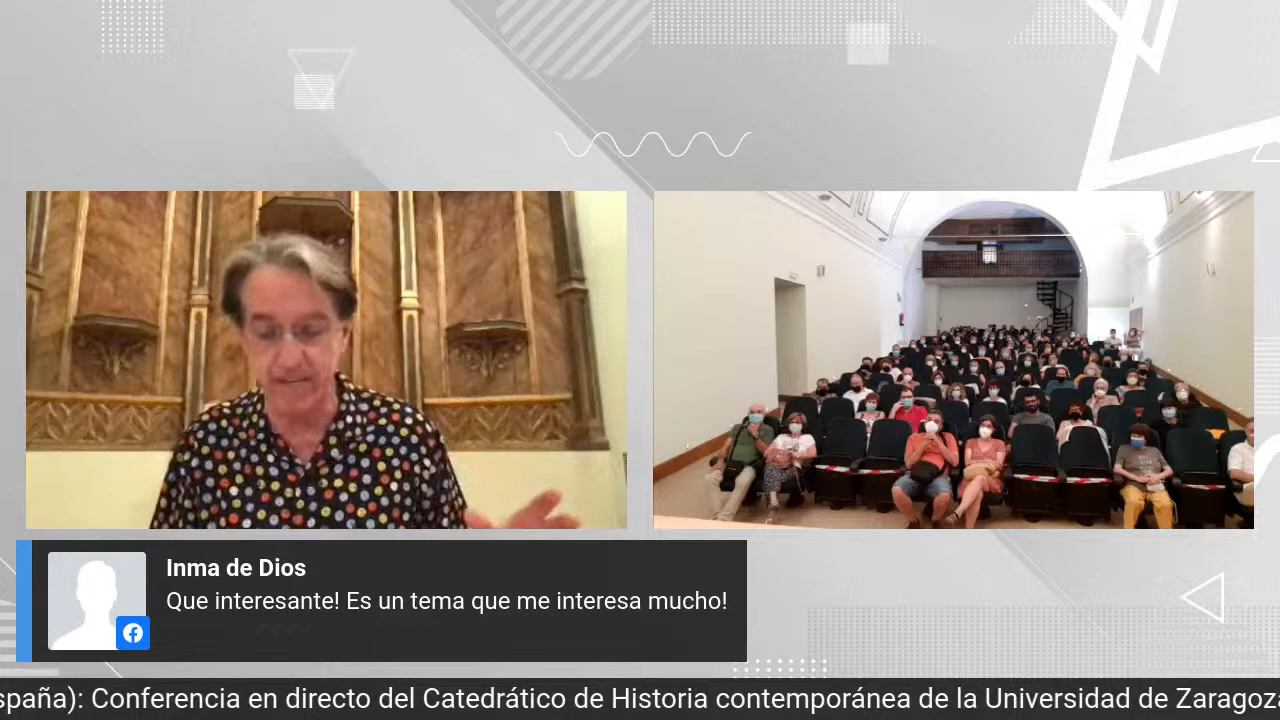 Inma de Dios
Que interesante! Es un tema que me interesa mucho!
spaña): Conferencia en directo del Catedrático de Historia contemporánea de la Universidad de Zaragoza